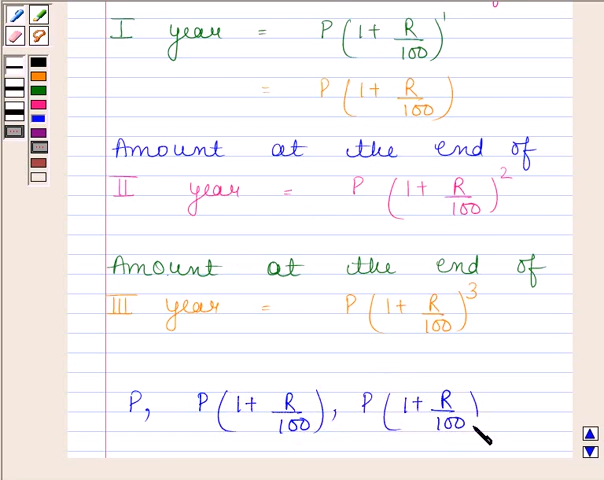 I year = P(1 + R/100)^1
= P(1 + R/100)
Amount at the end of
II year = P (1 + R/100)^2
Amount at the end of
III year = P(1 + R/100)^3
P, P(1 + R/100), P(1 + R/100)